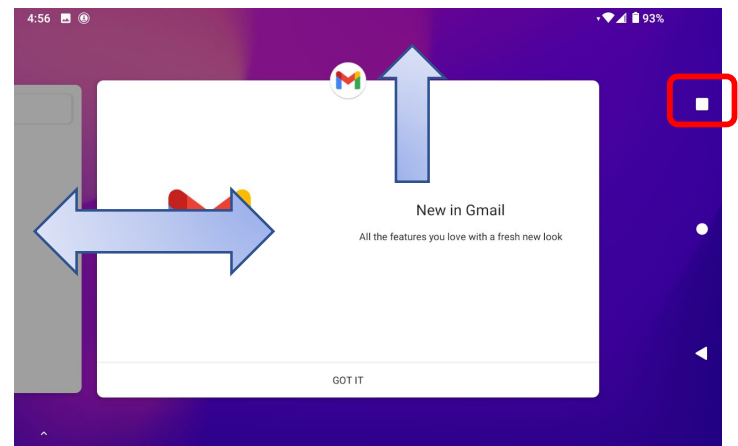 4:56
93%
New in Gmail
All the features you love with a fresh new look
GOT IT